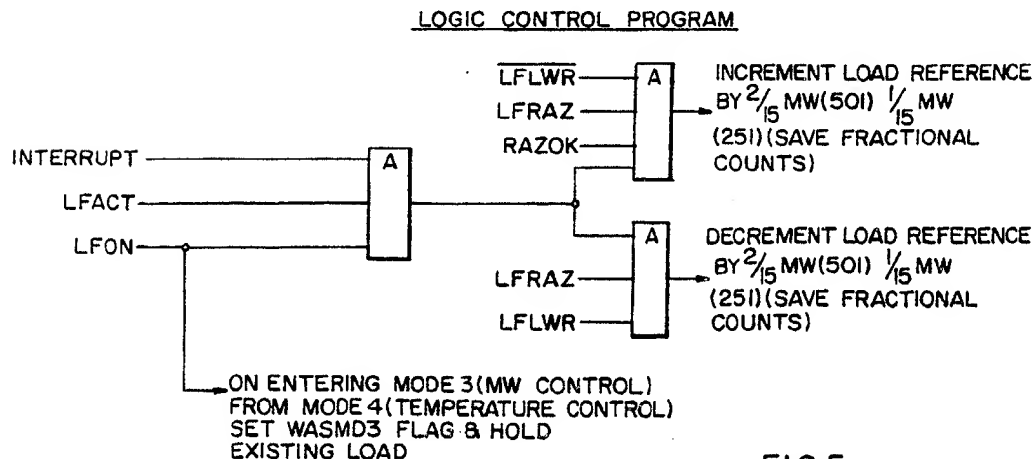 LOGIC CONTROL PROGRAM
INTERRUPT
LFACT
LFON
A
LFLWR
LFRAZ
RAZOK
A
INCREMENT LOAD REFERENCE
BY 2/15 MW(501) 1/15 MW
(251)(SAVE FRACTIONAL
COUNTS)
A
LFRAZ
LFLWR
DECREMENT LOAD REFERENCE
BY 2/15 MW(501) 1/15 MW
(251)(SAVE FRACTIONAL
COUNTS)
ON ENTERING MODE 3(MW CONTROL)
FROM MODE 4(TEMPERATURE CONTROL)
SET WASMD3 FLAG & HOLD
EXISTING LOAD